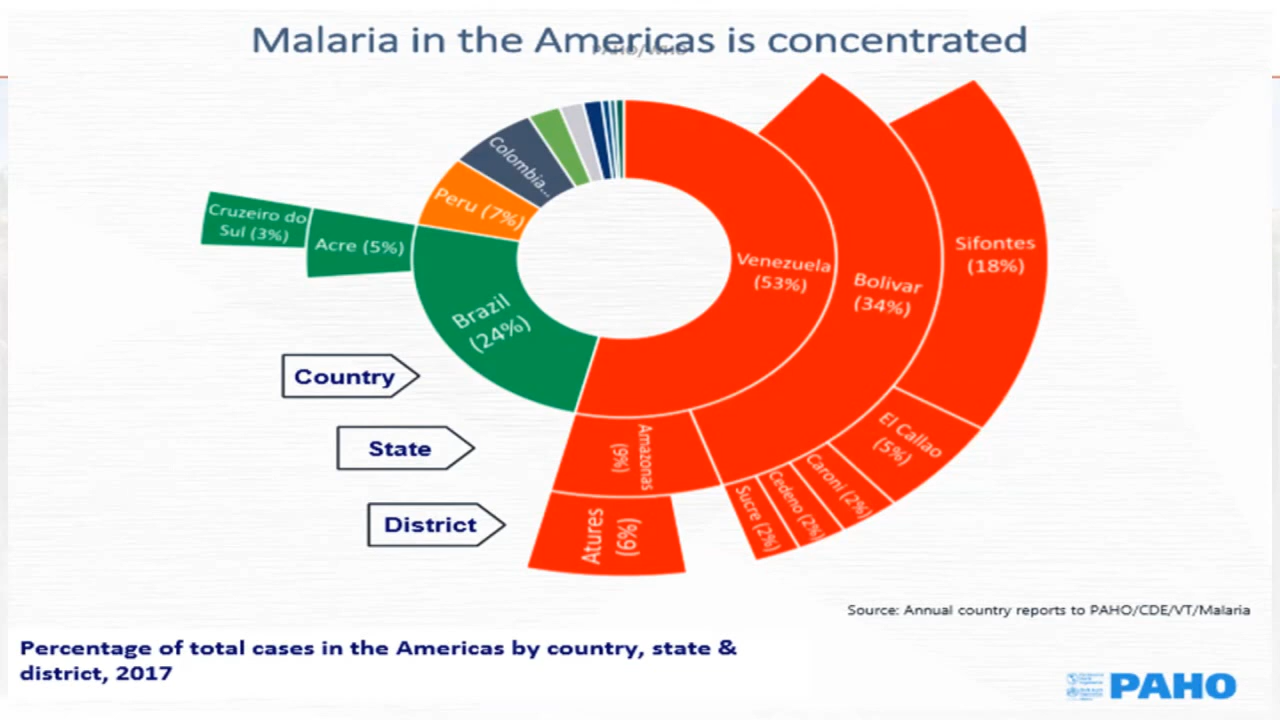 Malaria in the Americas is concentrated
PAHO/WHO
Colombia...
Peru (7%)
Cruzeiro do
Sul (3%)
Acre (5%)
Brazil
(24%)
Venezuela
(53%)
Bolivar
(34%)
Sifontes
(18%)
El Callao
(5%)
Caroni (2%)
Cedeno (2%)
Sucre (2%)
Amazonas
(9%)
Atures
(6%)
Country
State
District
Source: Annual country reports to PAHO/CDE/VT/Malaria
Percentage of total cases in the Americas by country, state &
district, 2017
PAHO